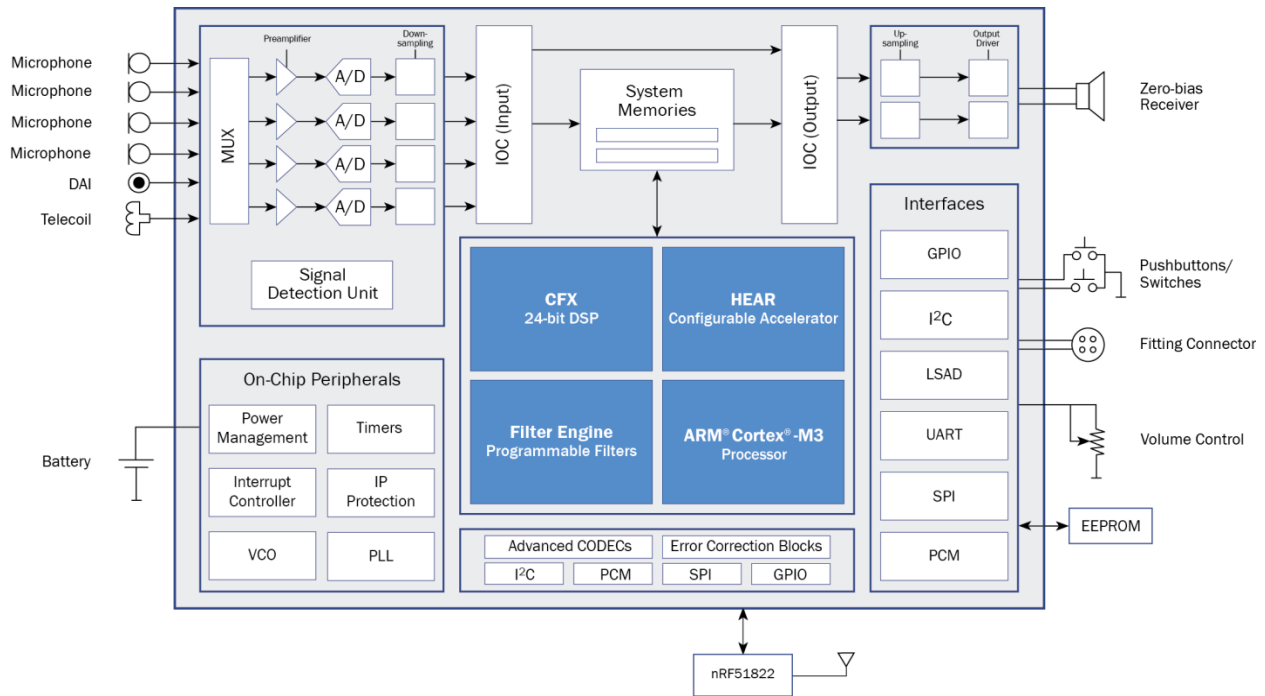 Microphone
Microphone
Microphone
Microphone
DAI
Telecoil
Battery
Preamplifier
Down-
sampling
MUX
A/D
A/D
A/D
A/D
Signal
Detection Unit
IOC (Input)
System
Memories
IOC (Output)
Up-
sampling
Output
Driver
Zero-bias
Receiver
CFX
24-bit DSP
HEAR
Configurable Accelerator
Filter Engine
Programmable Filters
ARM® Cortex®-M3
Processor
On-Chip Peripherals
Power
Management
Timers
Interrupt
Controller
IP
Protection
VCO
PLL
Advanced CODECs
Error Correction Blocks
I²C
PCM
SPI
GPIO
Interfaces
GPIO
I²C
LSAD
UART
SPI
PCM
Pushbuttons/
Switches
Fitting Connector
Volume Control
EEPROM
nRF51822